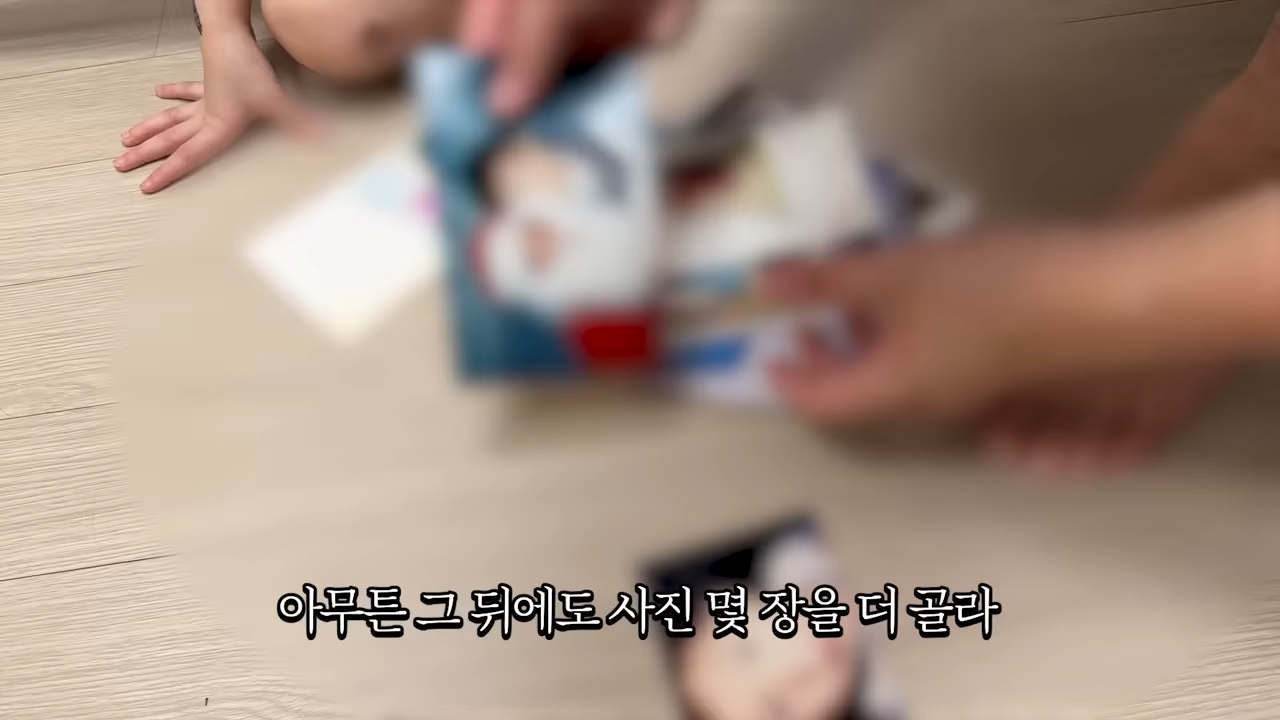 아무튼 그 뒤에도 사진 몇 장을 더 골라